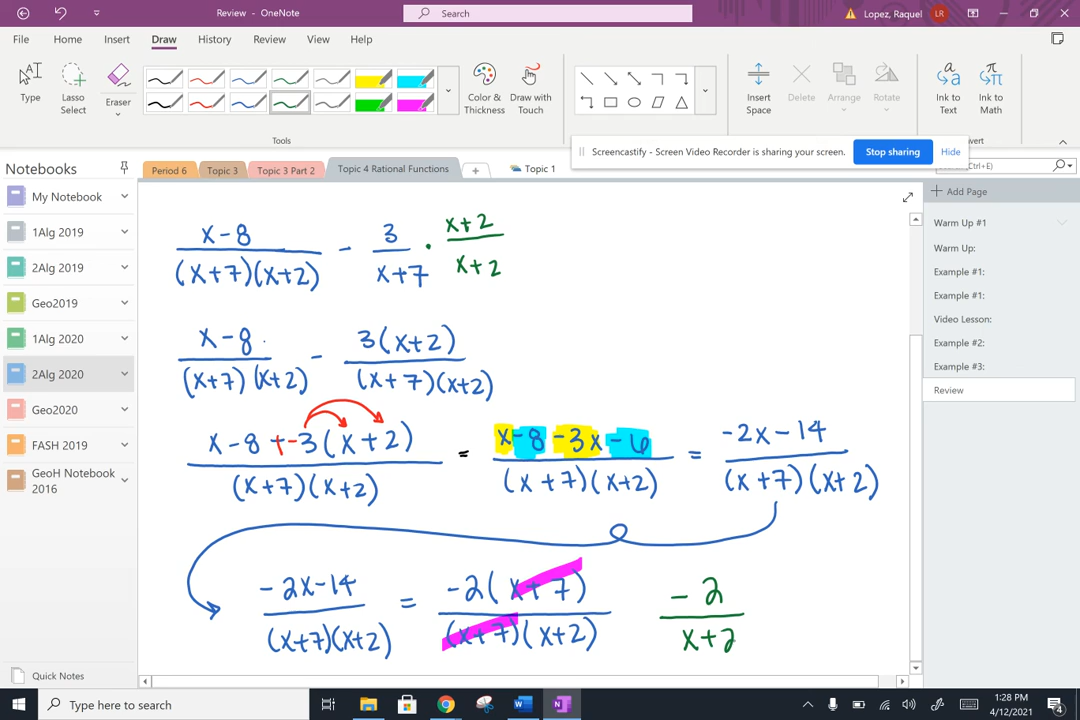 Review - OneNote
Search
Lopez, Raquel
LR
File Home Insert Draw History Review View Help
Type
Lasso Select
Eraser
Color & Thickness
Draw with Touch
Insert Space
Delete
Arrange
Rotate
Ink to Text
Ink to Math
Tools
vert
Screencastify - Screen Video Recorder is sharing your screen.
Stop sharing
Hide
Ctrl+E)
Notebooks
Period 6
Topic 3
Topic 3 Part 2
Topic 4 Rational Functions
+
Topic 1
My Notebook
1Alg 2019
2Alg 2019
Geo2019
1Alg 2020
2Alg 2020
Geo2020
FASH 2019
GeoH Notebook 2016
Quick Notes
Add Page
Warm Up #1
Warm Up:
Example #1:
Example #1:
Video Lesson:
Example #2:
Example #3:
Review
x-8 / (x+7)(x+2) - 3 / x+7 · x+2 / x+2
x-8 / (x+7)(x+2) - 3(x+2) / (x+7)(x+2)
x-8 + -3(x+2) / (x+7)(x+2) = x-8-3x-6 / (x+7)(x+2) = -2x-14 / (x+7)(x+2)
-2x-14 / (x+7)(x+2) = -2(x+7) / (x+7)(x+2) -2 / x+2
Type here to search
1:28 PM
4/12/2021
4